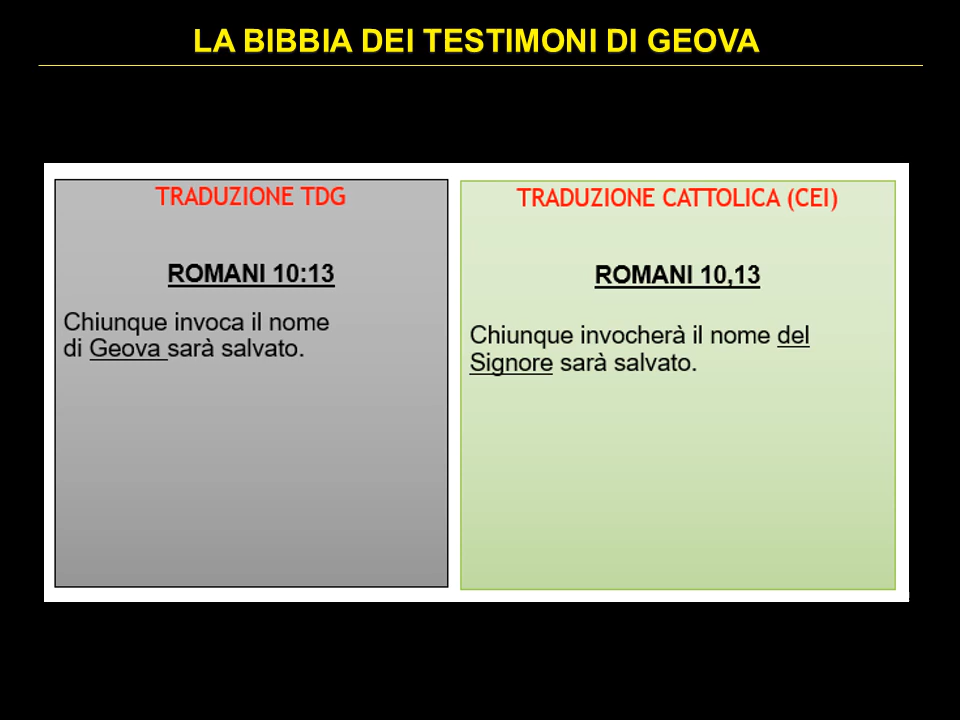 LA BIBBIA DEI TESTIMONI DI GEOVA
TRADUZIONE TDG
ROMANI 10:13
Chiunque invoca il nome
di Geova sarà salvato.
TRADUZIONE CATTOLICA (CEI)
ROMANI 10,13
Chiunque invocherà il nome del
Signore sarà salvato.